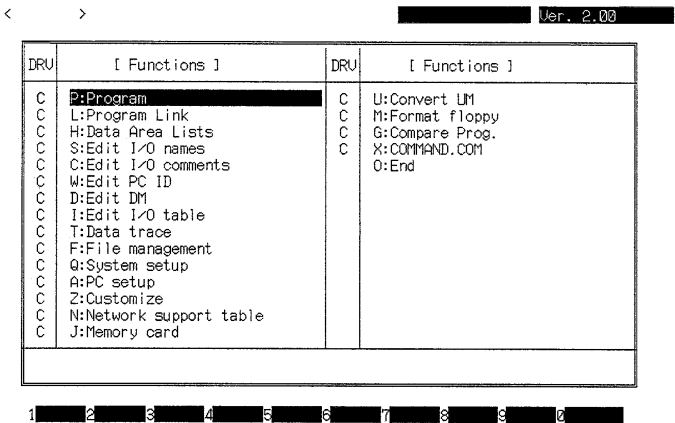 < >
Ver. 2.00
DRV [ Functions ]
C P:Program
C L:Program Link
C H:Data Area Lists
C S:Edit I/O names
C C:Edit I/O comments
C W:Edit PC ID
C D:Edit DM
C I:Edit I/O table
C T:Data trace
C F:File management
C Q:System setup
C A:PC setup
C Z:Customize
C N:Network support table
C J:Memory card
DRV [ Functions ]
C U:Convert UM
C M:Format floppy
C G:Compare Prog.
C X:COMMAND.COM
O:End
1 2 3 4 5 6 7 8 9 0